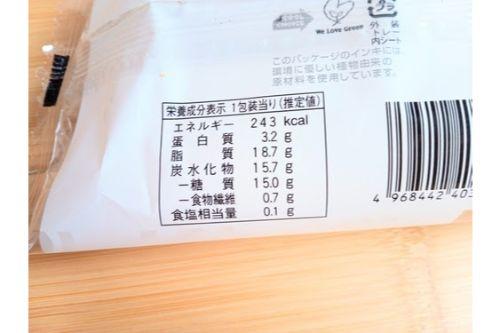 We Love Green
外装
トレー
内シート
このパッケージのインキには、
環境に優しい植物由来の
原材料を使用しています。
栄養成分表示 1包装当り(推定値)
エネルギー 243 kcal
蛋白質 3.2 g
脂質 18.7 g
炭水化物 15.7 g
―糖質 15.0 g
―食物繊維 0.7 g
食塩相当量 0.1 g
4 968442 403